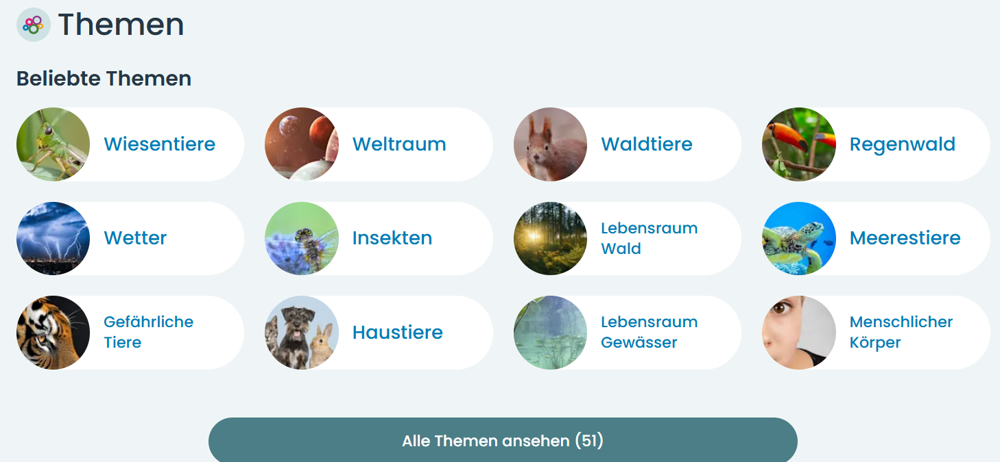 Themen
Beliebte Themen
Wiesentiere
Weltraum
Waldtiere
Regenwald
Wetter
Insekten
Lebensraum
Wald
Meerestiere
Gefährliche
Tiere
Haustiere
Lebensraum
Gewässer
Menschlicher
Körper
Alle Themen ansehen (51)